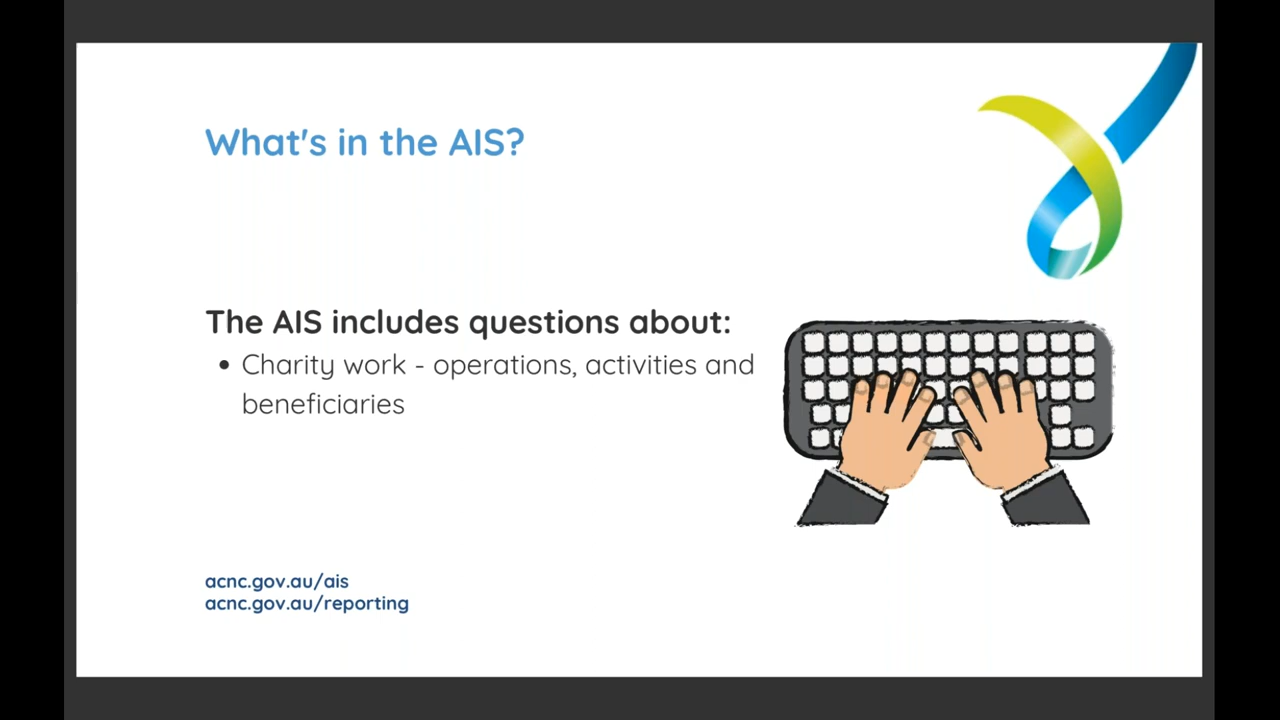 What's in the AIS?
The AIS includes questions about:
• Charity work - operations, activities and
beneficiaries
acnc.gov.au/ais
acnc.gov.au/reporting